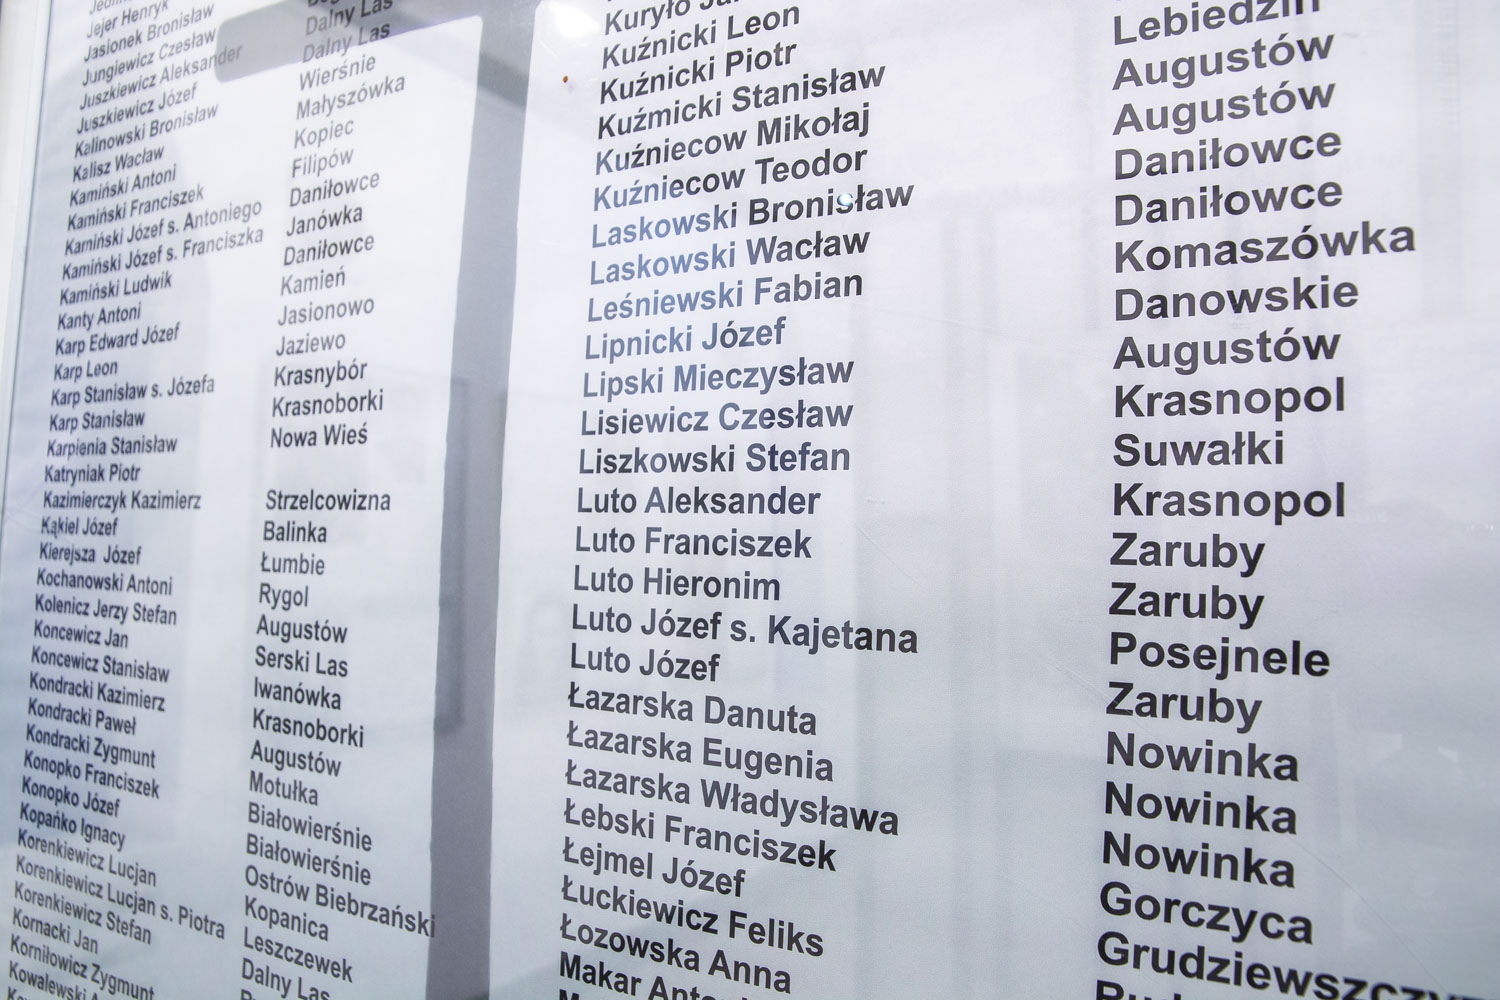 Jejer Henryk
Jasionek Bronisław
Jungiewicz Czesław
Juszkiewicz Aleksander
Juszkiewicz Józef
Kalinowski Bronisław
Kalisz Wacław
Kamiński Antoni
Kamiński Franciszek
Kamiński Józef s. Antoniego
Kamiński Józef s. Franciszka
Kamiński Ludwik
Kanty Antoni
Karp Edward Józef
Karp Leon
Karp Stanisław s. Józefa
Karp Stanisław
Karpienia Stanisław
Katryniak Piotr
Kazimierczyk Kazimierz
Kąkiel Józef
Kierejsza Józef
Kochanowski Antoni
Kolenicz Jerzy Stefan
Koncewicz Jan
Koncewicz Stanisław
Kondracki Kazimierz
Kondracki Paweł
Kondracki Zygmunt
Konopko Franciszek
Konopko Józef
Kopańko Ignacy
Korenkiewicz Lucjan
Korenkiewicz Lucjan s. Piotra
Korenkiewicz Stefan
Kornacki Jan
Korniłowicz Zygmunt
Kowalewski
Dalny Las
Dalny Las
Wierśnie
Małyszówka
Kopiec
Filipów
Daniłowce
Janówka
Daniłowce
Kamień
Jasionowo
Jaziewo
Krasnybór
Krasnoborki
Nowa Wieś
Strzelcowizna
Balinka
Łumbie
Rygol
Augustów
Serski Las
Iwanówka
Krasnoborki
Augustów
Motułka
Białowierśnie
Białowierśnie
Ostrów Biebrzański
Kopanica
Leszczewek
Dalny Las
Kuryło
Kuźnicki Leon
Kuźnicki Piotr
Kuźmicki Stanisław
Kuźniecow Mikołaj
Kuźniecow Teodor
Laskowski Bronisław
Laskowski Wacław
Leśniewski Fabian
Lipnicki Józef
Lipski Mieczysław
Lisiewicz Czesław
Liszkowski Stefan
Luto Aleksander
Luto Franciszek
Luto Hieronim
Luto Józef s. Kajetana
Luto Józef
Łazarska Danuta
Łazarska Eugenia
Łazarska Władysława
Łebski Franciszek
Łejmel Józef
Łuckiewicz Feliks
Łozowska Anna
Makar
Lebiedzin
Augustów
Augustów
Daniłowce
Daniłowce
Komaszówka
Danowskie
Augustów
Krasnopol
Suwałki
Krasnopol
Zaruby
Zaruby
Posejnele
Zaruby
Nowinka
Nowinka
Nowinka
Gorczyca